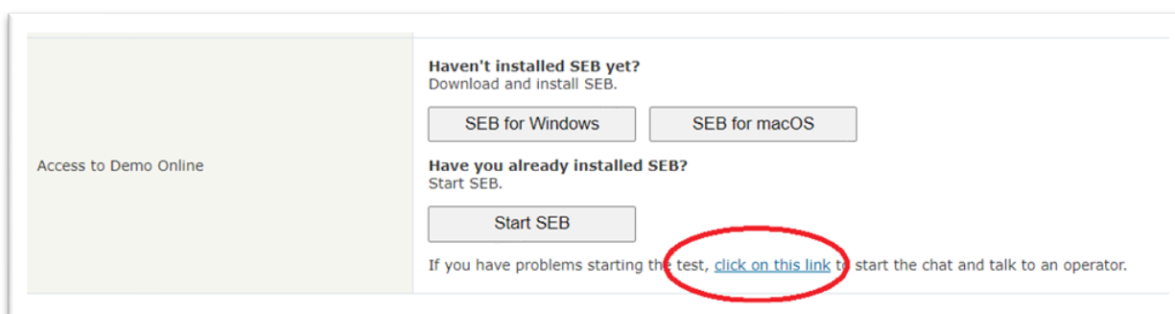 Haven't installed SEB yet?
Download and install SEB.
SEB for Windows
SEB for macOS
Access to Demo Online
Have you already installed SEB?
Start SEB.
Start SEB
If you have problems starting the test, click on this link to start the chat and talk to an operator.